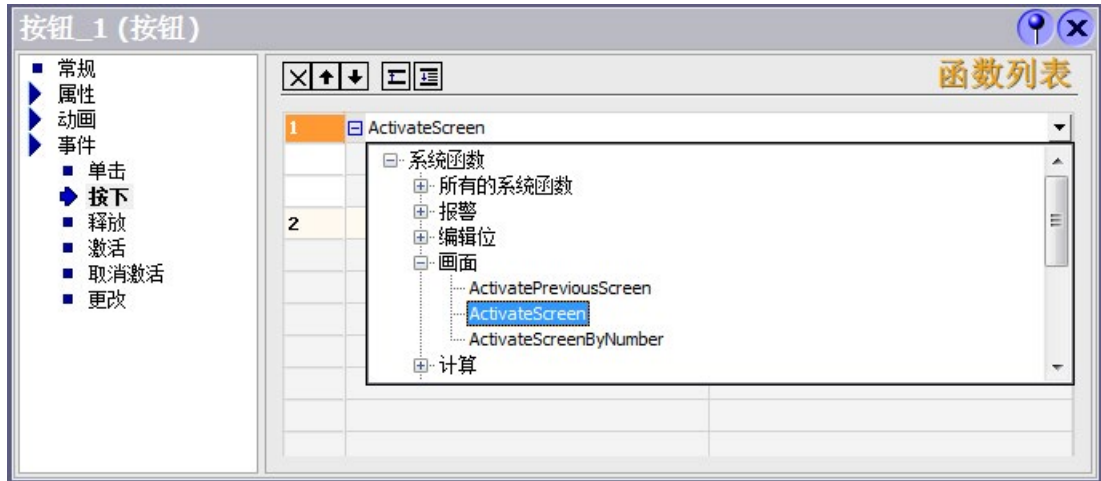 按钮_1 (按钮)
常规
属性
动画
事件
单击
按下
释放
激活
取消激活
更改
函数列表
1 ActivateScreen
系统函数
所有的系统函数
报警
编辑位
画面
ActivatePreviousScreen
ActivateScreen
ActivateScreenByNumber
计算
2